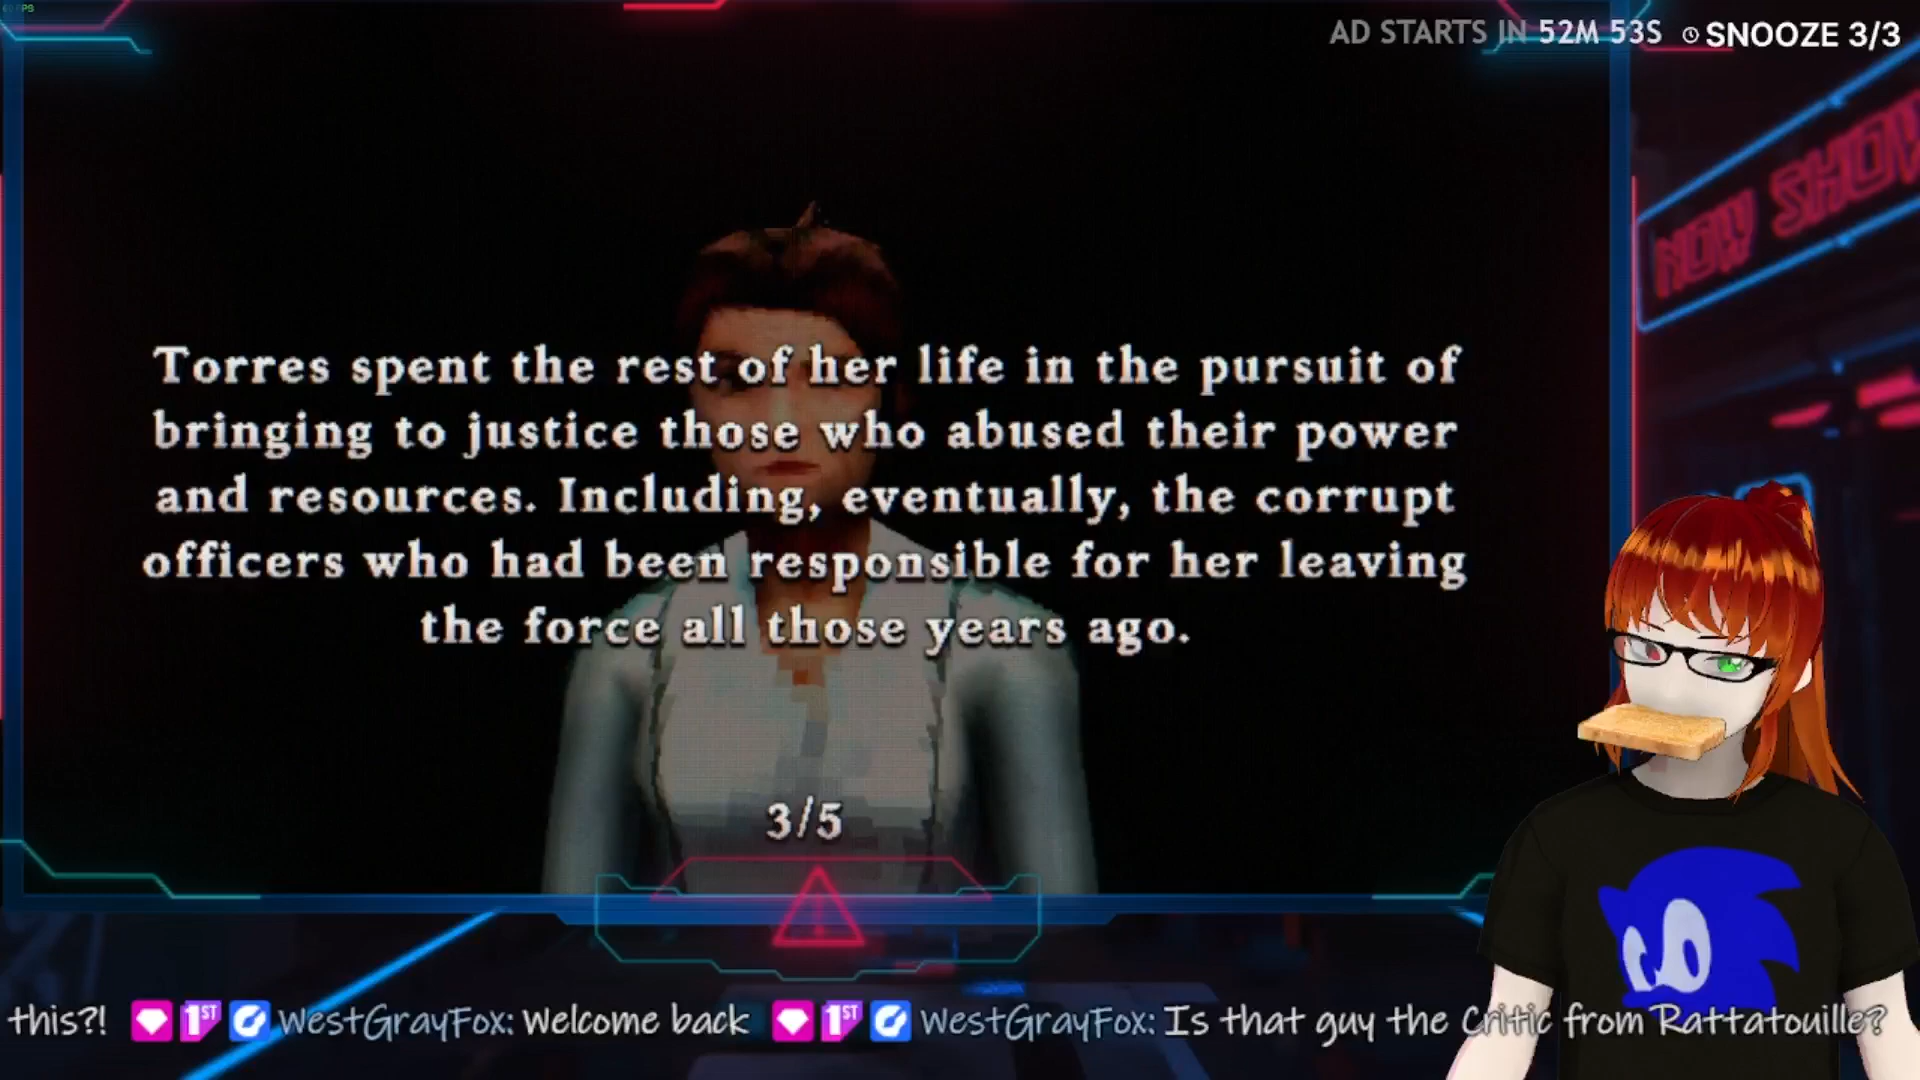 AD STARTS IN 52M 53S SNOOZE 3/3
NOW SHOW
Torres spent the rest of her life in the pursuit of
bringing to justice those who abused their power
and resources. Including, eventually, the corrupt
officers who had been responsible for her leaving
the force all those years ago.
3/5
this?! 1ST WestGrayFox: Welcome back 1ST WestGrayFox: Is that guy the Critic from Rattatouille?